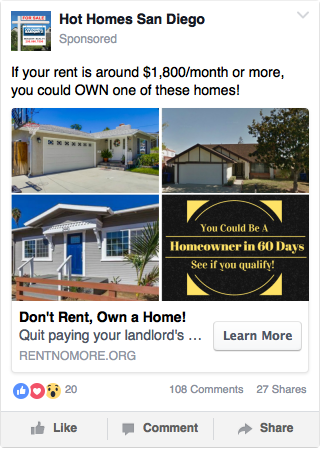 FOR SALE
Hot Homes San Diego
Sponsored
If your rent is around $1,800/month or more,
you could OWN one of these homes!
You Could Be A
Homeowner in 60 Days
See if you qualify!
Don't Rent, Own a Home!
Quit paying your landlord's ...
Learn More
RENTNOMORE.ORG
20
108 Comments
27 Shares
Like
Comment
Share